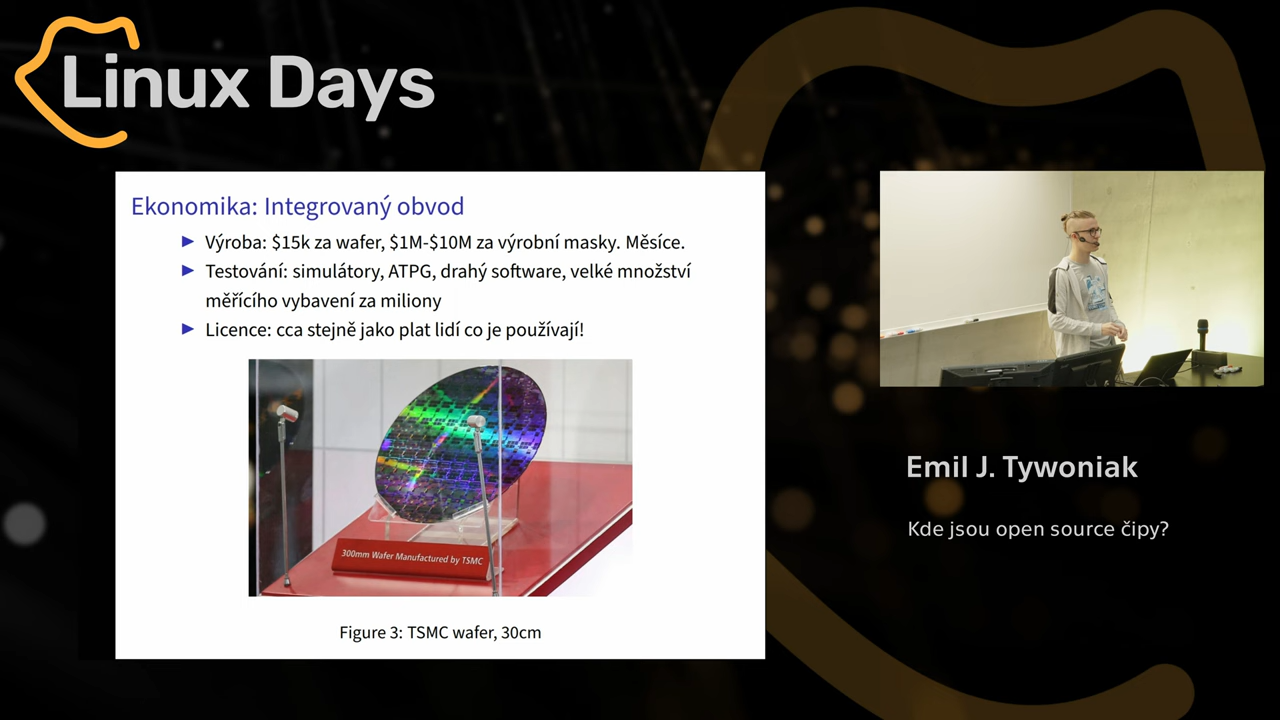 Linux Days
Ekonomika: Integrovaný obvod
Výroba: $15k za wafer, $1M-$10M za výrobní masky. Měsíce.
Testování: simulátory, ATPG, drahý software, velké množství
měřícího vybavení za miliony
Licence: cca stejně jako plat lidí co je používají!
300mm Wafer Manufactured by TSMC
Figure 3: TSMC wafer, 30cm
Emil J. Tywoniak
Kde jsou open source čipy?